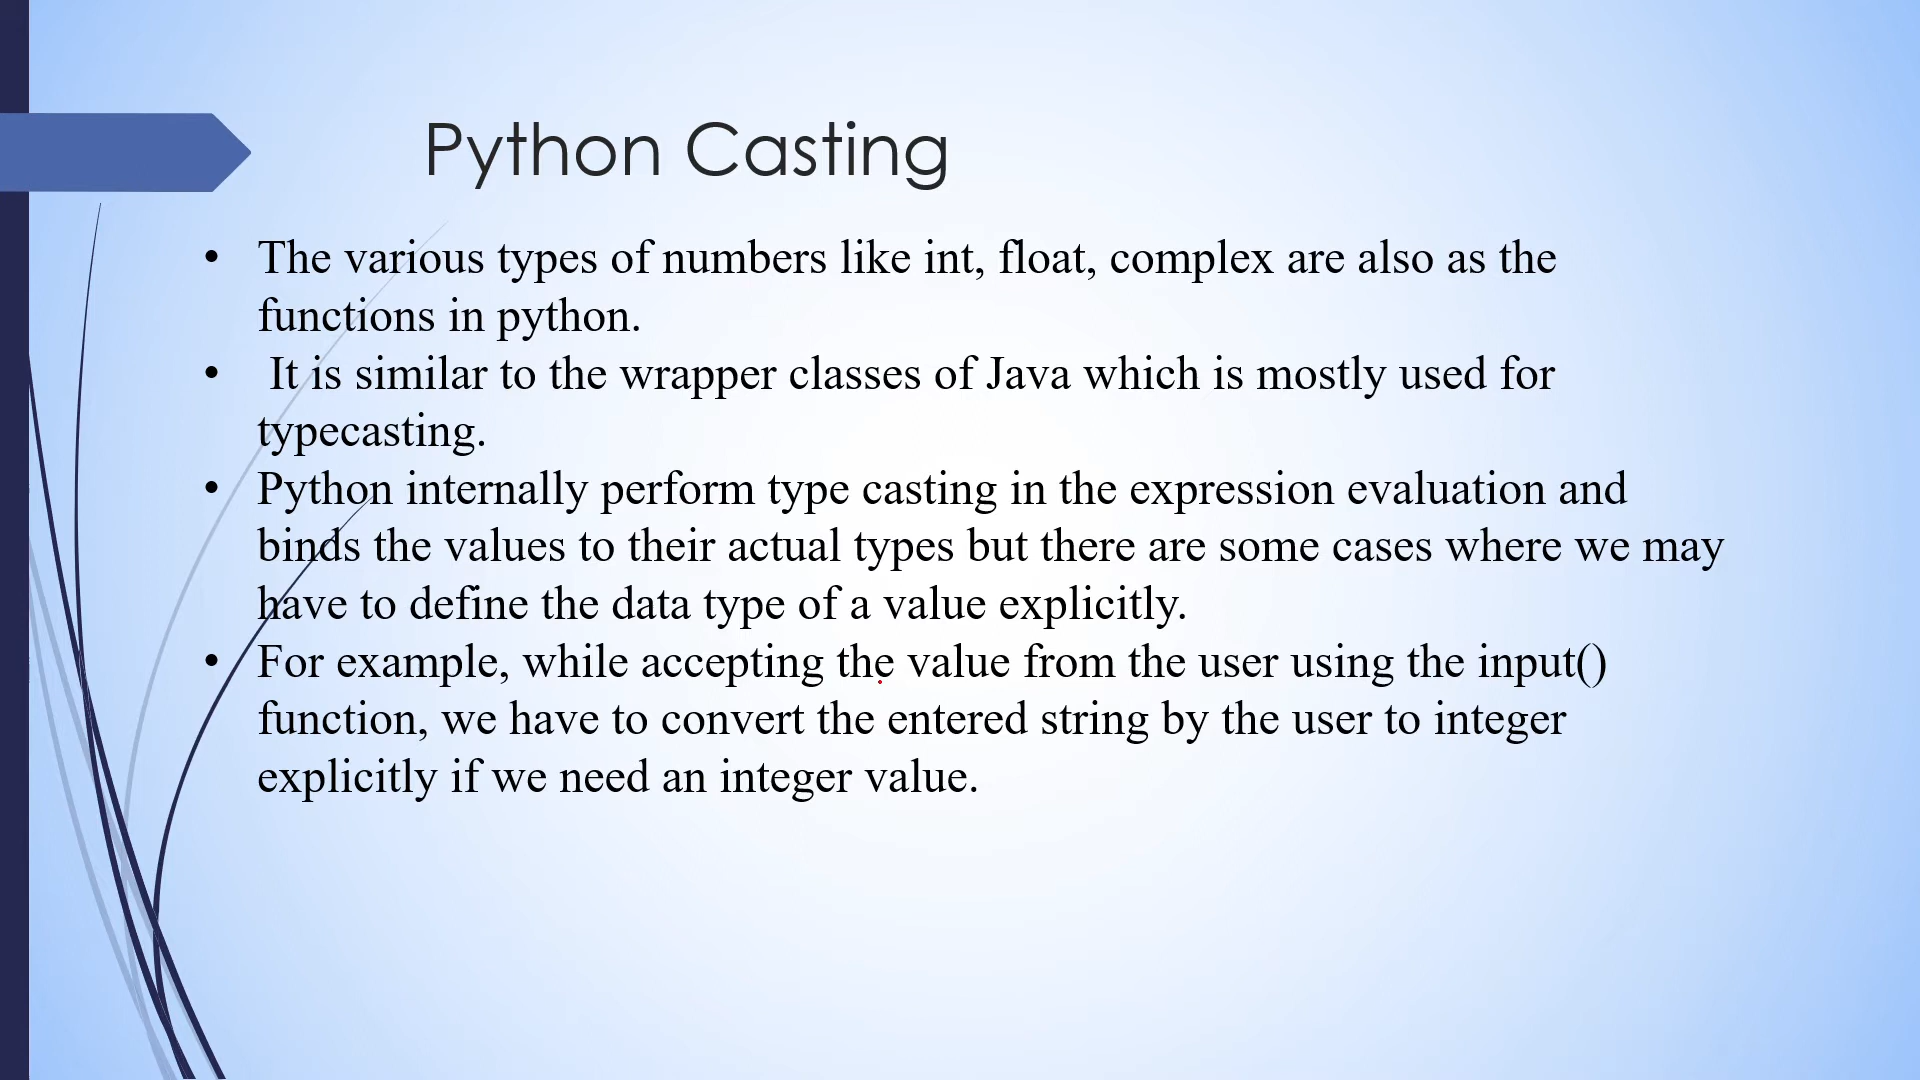 Python Casting
• The various types of numbers like int, float, complex are also as the
functions in python.
• It is similar to the wrapper classes of Java which is mostly used for
typecasting.
• Python internally perform type casting in the expression evaluation and
binds the values to their actual types but there are some cases where we may
have to define the data type of a value explicitly.
• For example, while accepting the value from the user using the input()
function, we have to convert the entered string by the user to integer
explicitly if we need an integer value.